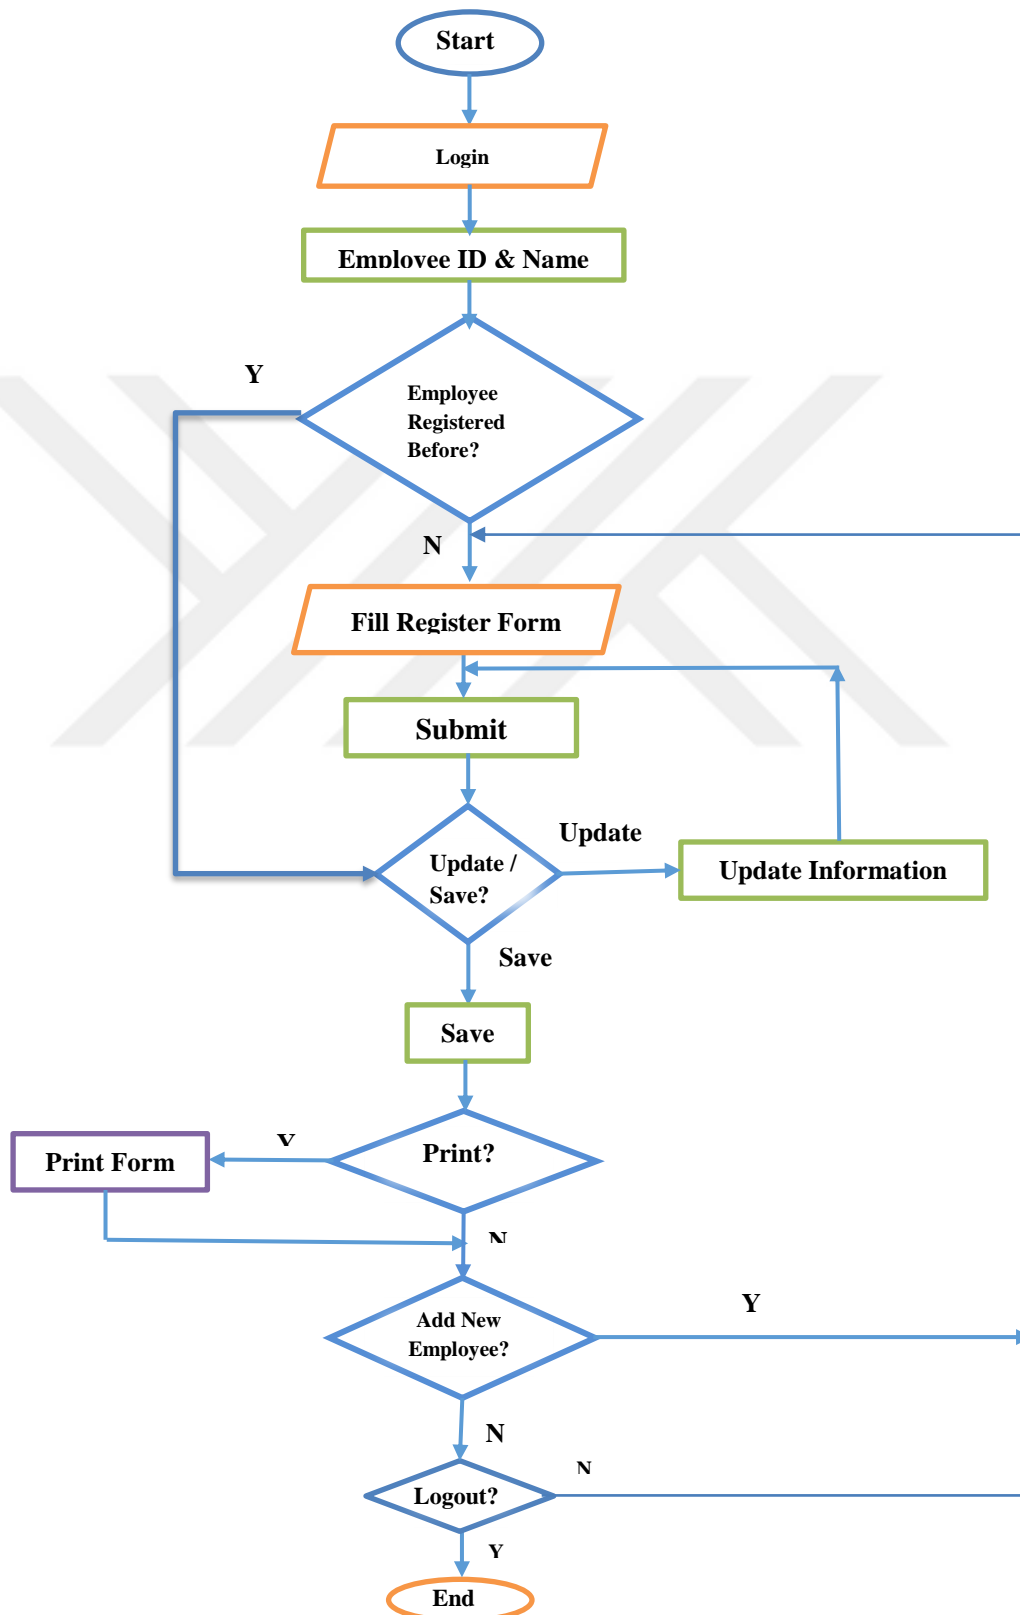 Start
Login
Employee ID & Name
Y
Employee
Registered
Before?
N
Fill Register Form
Submit
Update
Update /
Save?
Update Information
Save
Save
Y
Print?
Print Form
N
Add New
Employee?
Y
N
N
Logout?
Y
End